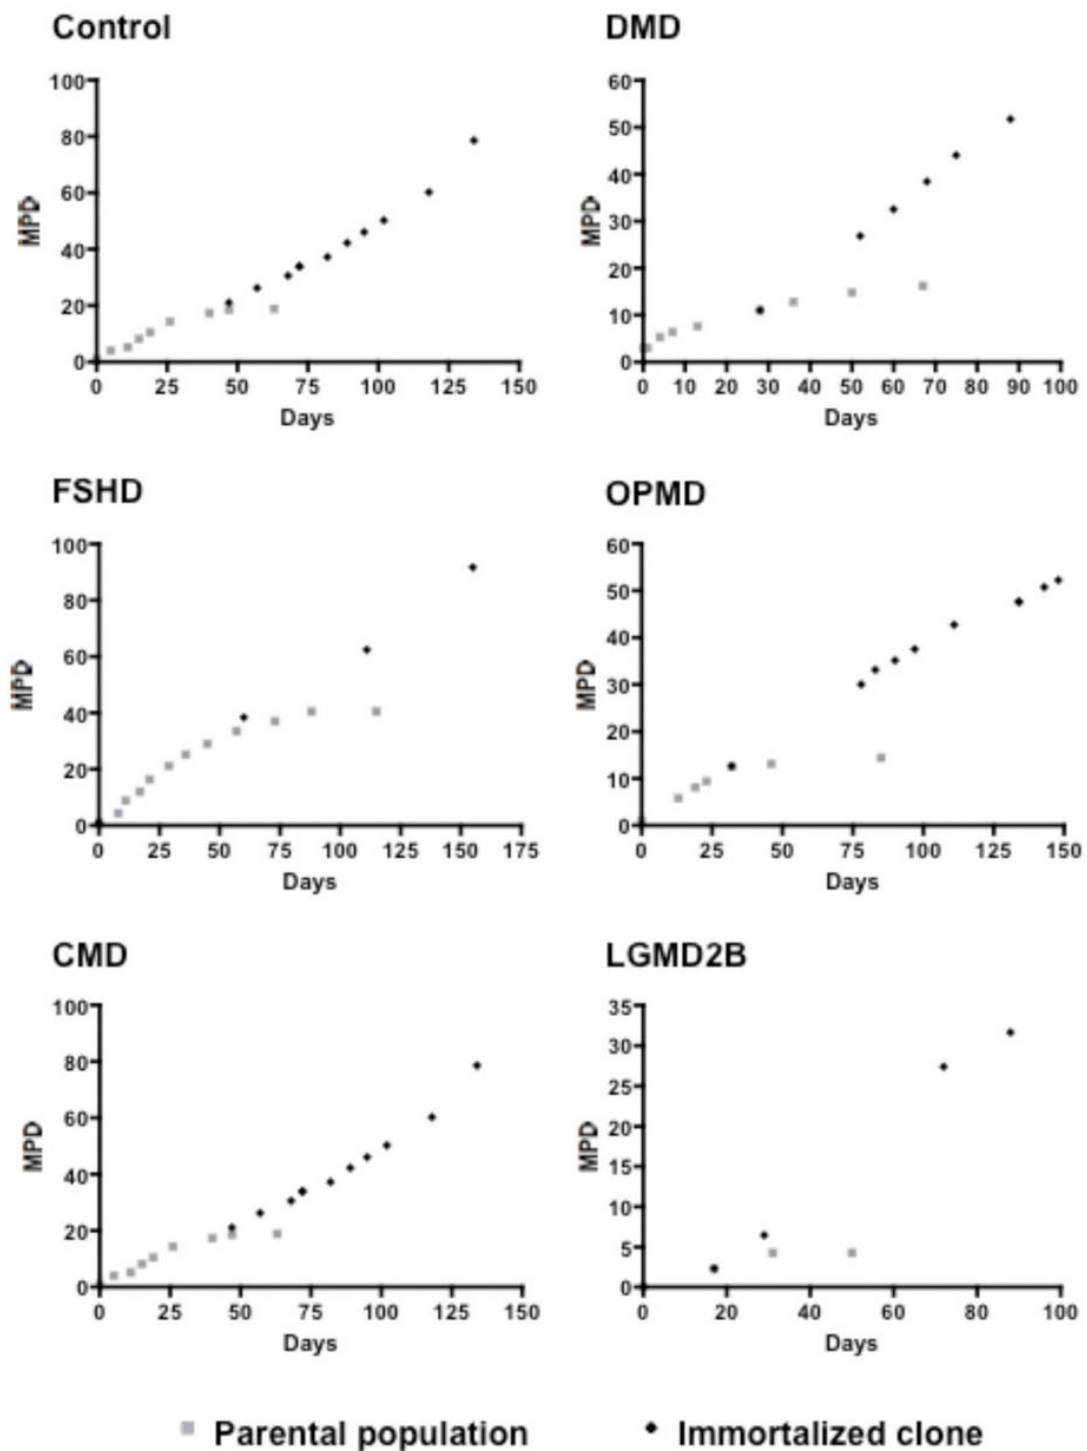 Control
100
80
60
40
20
0
MPD
0 25 50 75 100 125 150
Days
DMD
60
50
40
30
20
10
0
MPD
0 10 20 30 40 50 60 70 80 90 100
Days
FSHD
100
80
60
40
20
0
MPD
0 25 50 75 100 125 150 175
Days
OPMD
60
50
40
30
20
10
0
MPD
0 25 50 75 100 125 150
Days
CMD
100
80
60
40
20
0
MPD
0 25 50 75 100 125 150
Days
LGMD2B
35
30
25
20
15
10
5
0
MPD
0 20 40 60 80 100
Days
Parental population
Immortalized clone